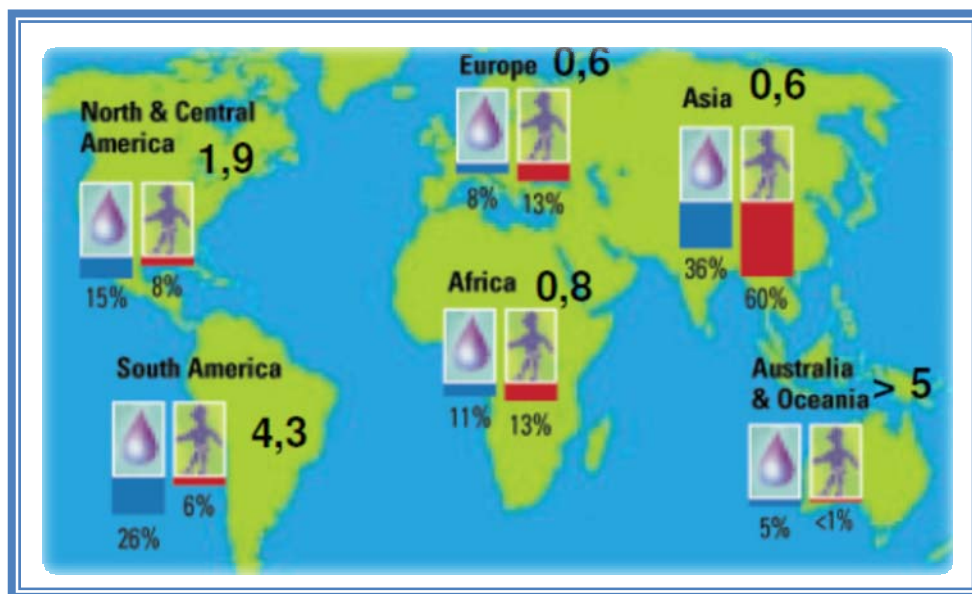 Europe 0,6
8% 13%
Asia 0,6
36%
60%
North & Central
America 1,9
15% 8%
Africa 0,8
11% 13%
South America
4,3
26% 6%
Australia
& Oceania > 5
5% <1%